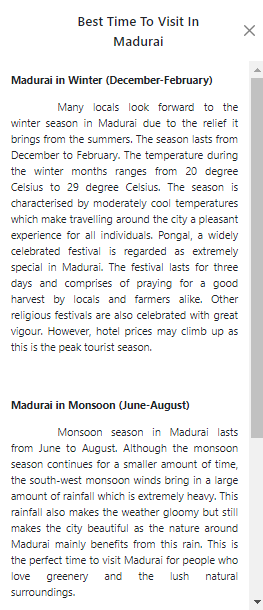 Best Time To Visit In
Madurai
Madurai in Winter (December-February)
Many locals look forward to the
winter season in Madurai due to the relief it
brings from the summers. The season lasts from
December to February. The temperature during
the winter months ranges from 20 degree
Celsius to 29 degree Celsius. The season is
characterised by moderately cool temperatures
which make travelling around the city a pleasant
experience for all individuals. Pongal, a widely
celebrated festival is regarded as extremely
special in Madurai. The festival lasts for three
days and comprises of praying for a good
harvest by locals and farmers alike. Other
religious festivals are also celebrated with great
vigour. However, hotel prices may climb up as
this is the peak tourist season.
Madurai in Monsoon (June-August)
Monsoon season in Madurai lasts
from June to August. Although the monsoon
season continues for a smaller amount of time,
the south-west monsoon winds bring in a large
amount of rainfall which is extremely heavy. This
rainfall also makes the weather gloomy but still
makes the city beautiful as the nature around
Madurai mainly benefits from this rain. This is
the perfect time to visit Madurai for people who
love greenery and the lush natural
surroundings.